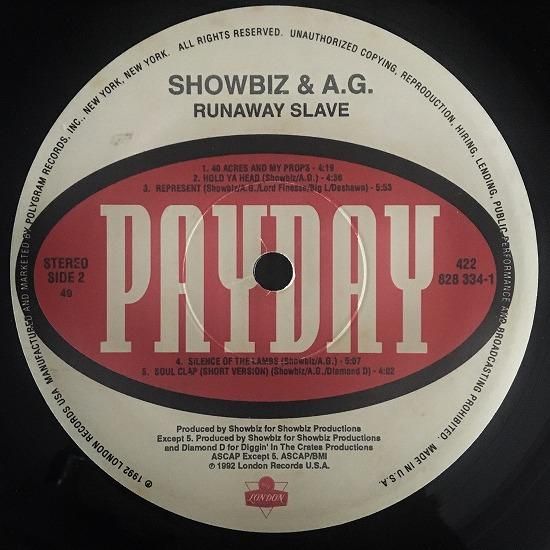 MANUFACTURED AND MARKETED BY POLYGRAM RECORDS, INC., NEW YORK, NEW YORK. ALL RIGHTS RESERVED. UNAUTHORIZED COPYING, REPRODUCTION, HIRING, LENDING, PUBLIC PERFORMANCE AND BROADCASTING PROHIBITED. MADE IN U.S.A.
SHOWBIZ & A.G.
RUNAWAY SLAVE
1. 40 ACRES AND MY PROPS - 4:19
2. HOLD YA HEAD (Showbiz/A.G.) - 4:36
3. REPRESENT (Showbiz/A.G./Lord Finesse/Big L/Deshawn) - 5:53
PAYDAY
STEREO
SIDE 2
49
422
828 334-1
4. SILENCE OF THE LAMBS (Showbiz/A.G.) - 5:07
5. SOUL CLAP (SHORT VERSION) (Showbiz/A.G./Diamond D) - 4:02
Produced by Showbiz for Showbiz Productions
Except 5. Produced by Showbiz for Showbiz Productions
and Diamond D for Diggin' In The Crates Productions
ASCAP Except 5. ASCAP/BMI
℗ 1992 London Records U.S.A.
LONDON
℗ 1992 LONDON RECORDS USA